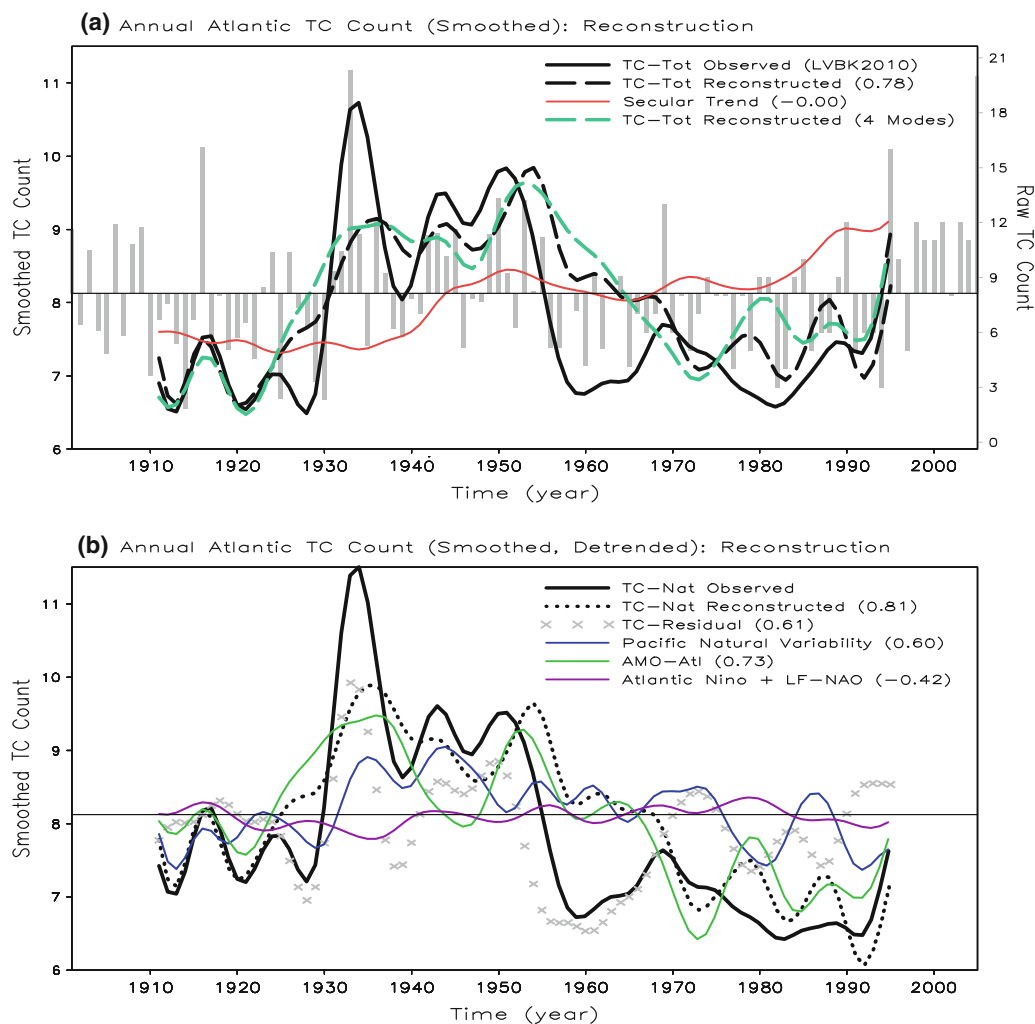 (a) Annual Atlantic TC Count (Smoothed): Reconstruction
TC-Tot Observed (LVBK2010)
TC-Tot Reconstructed (0.78)
Secular Trend (-0.00)
TC-Tot Reconstructed (4 Modes)
Smoothed TC Count
11
10
9
8
7
6
21
18
15
12
9
6
3
0
Raw TC Count
1910 1920 1930 1940 1950 1960 1970 1980 1990 2000
Time (year)
(b) Annual Atlantic TC Count (Smoothed, Detrended): Reconstruction
TC-Nat Observed
TC-Nat Reconstructed (0.81)
TC-Residual (0.61)
Pacific Natural Variability (0.60)
AMO-Atl (0.73)
Atlantic Nino + LF-NAO (-0.42)
Smoothed TC Count
11
10
9
8
7
6
1910 1920 1930 1940 1950 1960 1970 1980 1990 2000
Time (year)